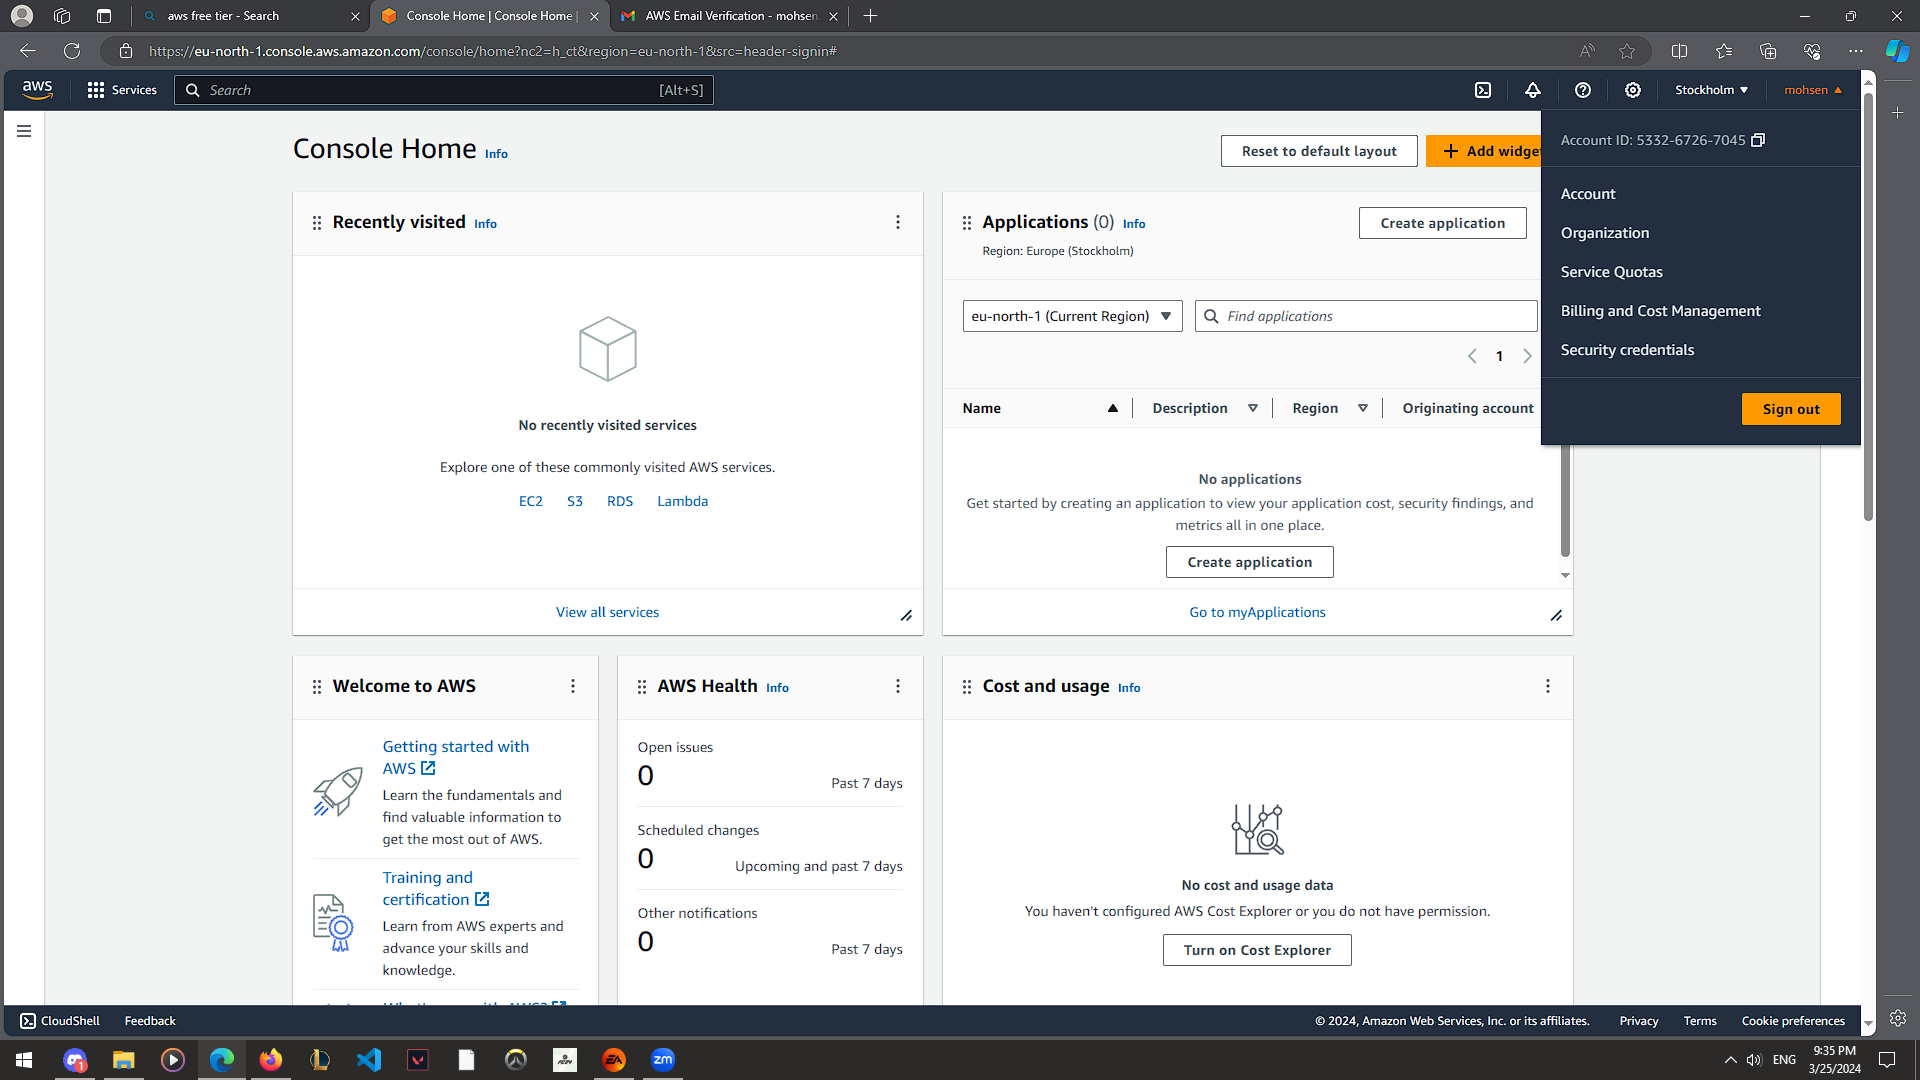 aws free tier - Search
Console Home | Console Home |
AWS Email Verification - mohsen
https://eu-north-1.console.aws.amazon.com/console/home?nc2=h_ct&region=eu-north-1&src=header-signin#
aws
Services
Search
[Alt+S]
Stockholm
mohsen
Account ID: 5332-6726-7045
Account
Organization
Service Quotas
Billing and Cost Management
Security credentials
Sign out
Console Home Info
Reset to default layout
Add widge
Recently visited Info
No recently visited services
Explore one of these commonly visited AWS services.
EC2 S3 RDS Lambda
View all services
Applications (0) Info
Region: Europe (Stockholm)
Create application
eu-north-1 (Current Region)
Find applications
1
Name Description Region Originating account
No applications
Get started by creating an application to view your application cost, security findings, and
metrics all in one place.
Create application
Go to myApplications
Welcome to AWS
Getting started with
AWS
Learn the fundamentals and
find valuable information to
get the most out of AWS.
Training and
certification
Learn from AWS experts and
advance your skills and
knowledge.
What's new with AWS?
AWS Health Info
Open issues
0
Past 7 days
Scheduled changes
0
Upcoming and past 7 days
Other notifications
0
Past 7 days
Cost and usage Info
No cost and usage data
You haven't configured AWS Cost Explorer or you do not have permission.
Turn on Cost Explorer
CloudShell
Feedback
© 2024, Amazon Web Services, Inc. or its affiliates.
Privacy
Terms
Cookie preferences
1
EA
zm
ENG
9:35 PM
3/25/2024